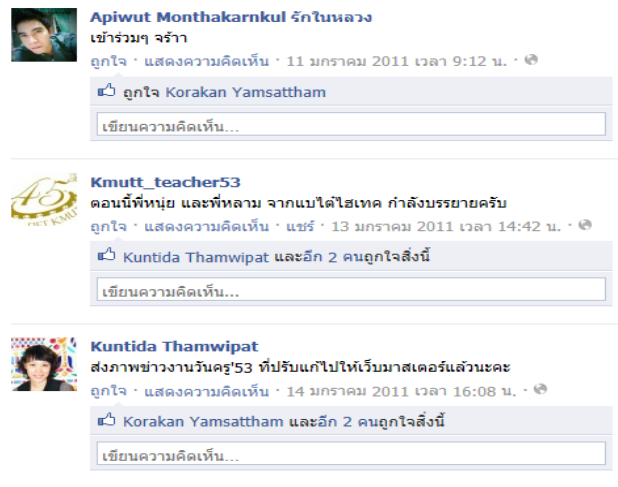 Apiwut Monthakarnkul รักในหลวง
เข้าร่วมๆ จร้าา
ถูกใจ · แสดงความคิดเห็น · 11 มกราคม 2011 เวลา 9:12 น. ·
ถูกใจ Korakan Yamsattham
เขียนความคิดเห็น...
45
MET KMUTT
Kmutt_teacher53
ตอนนี้พี่หนุ่ย และพี่หลาม จากแบไต๋ไฮเทค กำลังบรรยายครับ
ถูกใจ · แสดงความคิดเห็น · แชร์ · 13 มกราคม 2011 เวลา 14:42 น. ·
Kuntida Thamwipat และอีก 2 คนถูกใจสิ่งนี้
เขียนความคิดเห็น...
Kuntida Thamwipat
ส่งภาพข่าวงานวันครู'53 ที่ปรับแก้ไปให้เว็บมาสเตอร์แล้วนะคะ
ถูกใจ · แสดงความคิดเห็น · 14 มกราคม 2011 เวลา 16:08 น. ·
Korakan Yamsattham และอีก 2 คนถูกใจสิ่งนี้
เขียนความคิดเห็น...